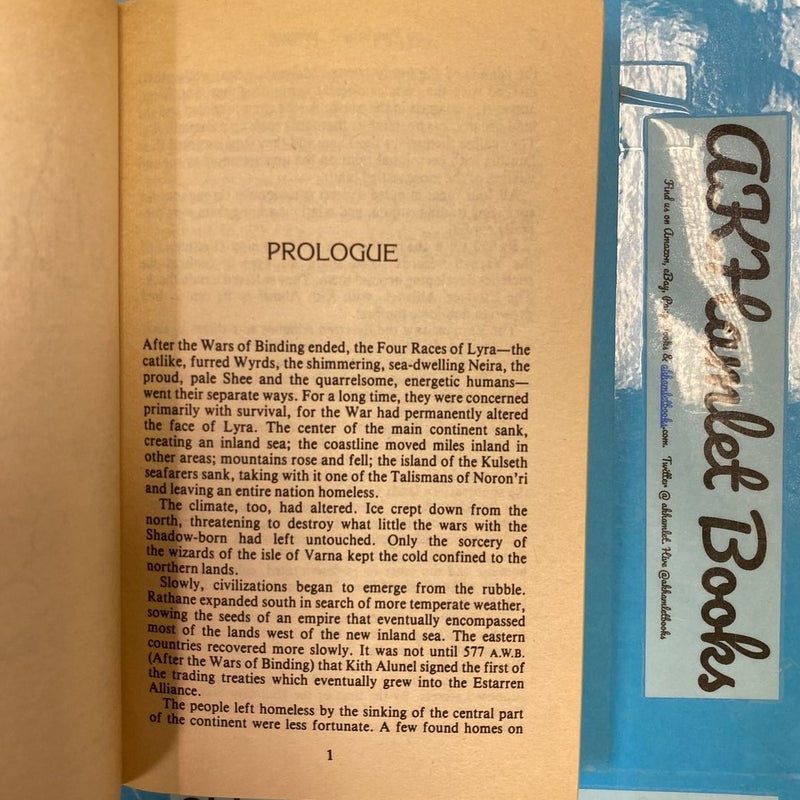 PROLOGUE
After the Wars of Binding ended, the Four Races of Lyra—the
catlike, furred Wyrds, the shimmering, sea-dwelling Neira, the
proud, pale Shee and the quarrelsome, energetic humans—
went their separate ways. For a long time, they were concerned
primarily with survival, for the War had permanently altered
the face of Lyra. The center of the main continent sank,
creating an inland sea; the coastline moved miles inland in
other areas; mountains rose and fell; the island of the Kulseth
seafarers sank, taking with it one of the Talismans of Noron'ri
and leaving an entire nation homeless.
The climate, too, had altered. Ice crept down from the
north, threatening to destroy what little the wars with the
Shadow-born had left untouched. Only the sorcery of
the wizards of the isle of Varna kept the cold confined to the
northern lands.
Slowly, civilizations began to emerge from the rubble.
Rathane expanded south in search of more temperate weather,
sowing the seeds of an empire that eventually encompassed
most of the lands west of the new inland sea. The eastern
countries recovered more slowly. It was not until 577 A.W.B.
(After the Wars of Binding) that Kith Alunel signed the first of
the trading treaties which eventually grew into the Estarren
Alliance.
The people left homeless by the sinking of the central part
of the continent were less fortunate. A few found homes on
1
AKHamlet Books
Find us on Amazon, eBay, & akhamletbooks.com. Twitter @ akhamlet. Hive @akhamletbooks